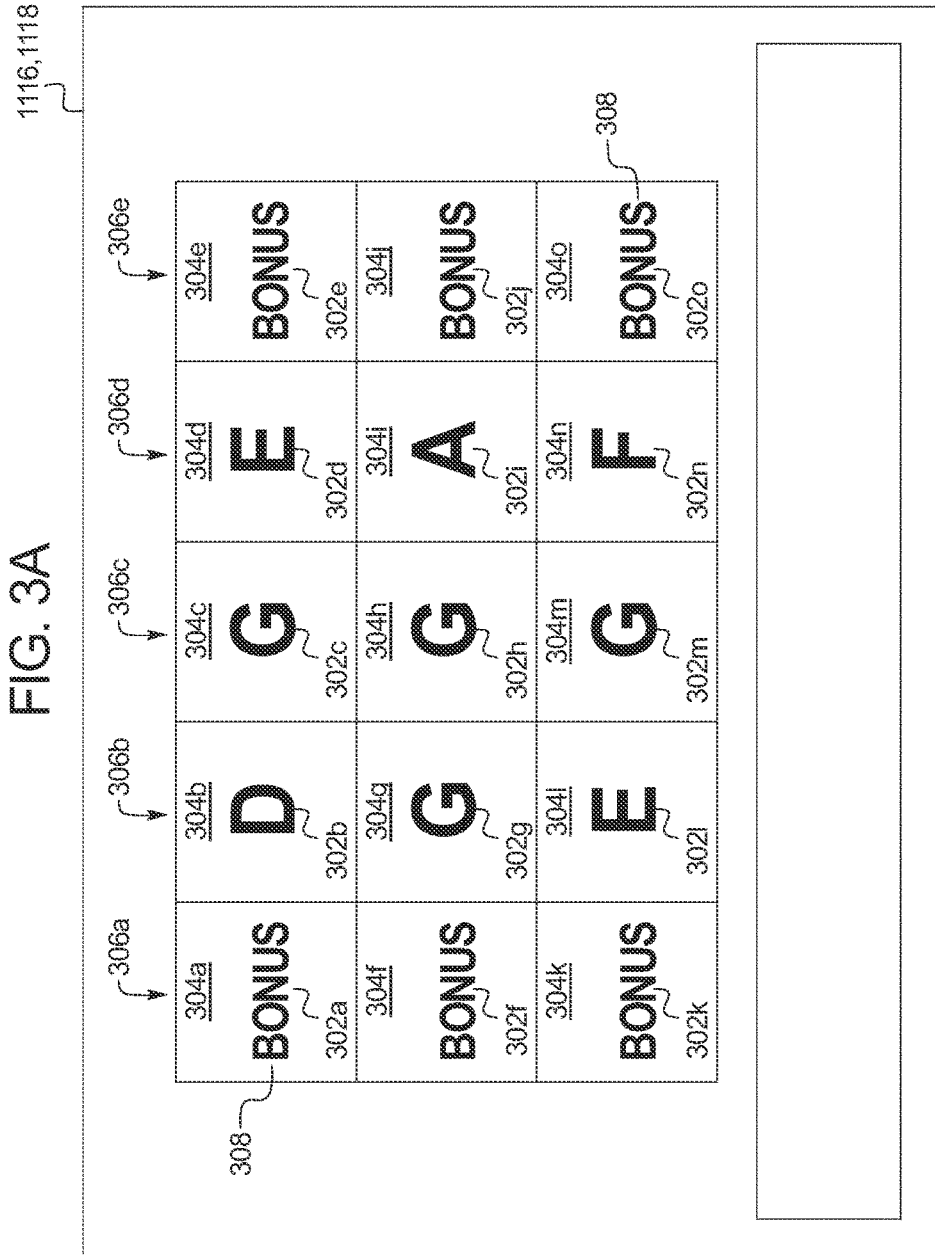 FIG. 3A
1116,1118
306a 306b 306c 306d 306e
304a 304b 304c 304d 304e
308 BONUS D G E BONUS
302a 302b 302c 302d 302e
304f 304g 304h 304i 304j
BONUS G G A BONUS
302f 302g 302h 302i 302j
304k 304l 304m 304n 304o
BONUS E G F BONUS 308
302k 302l 302m 302n 302o